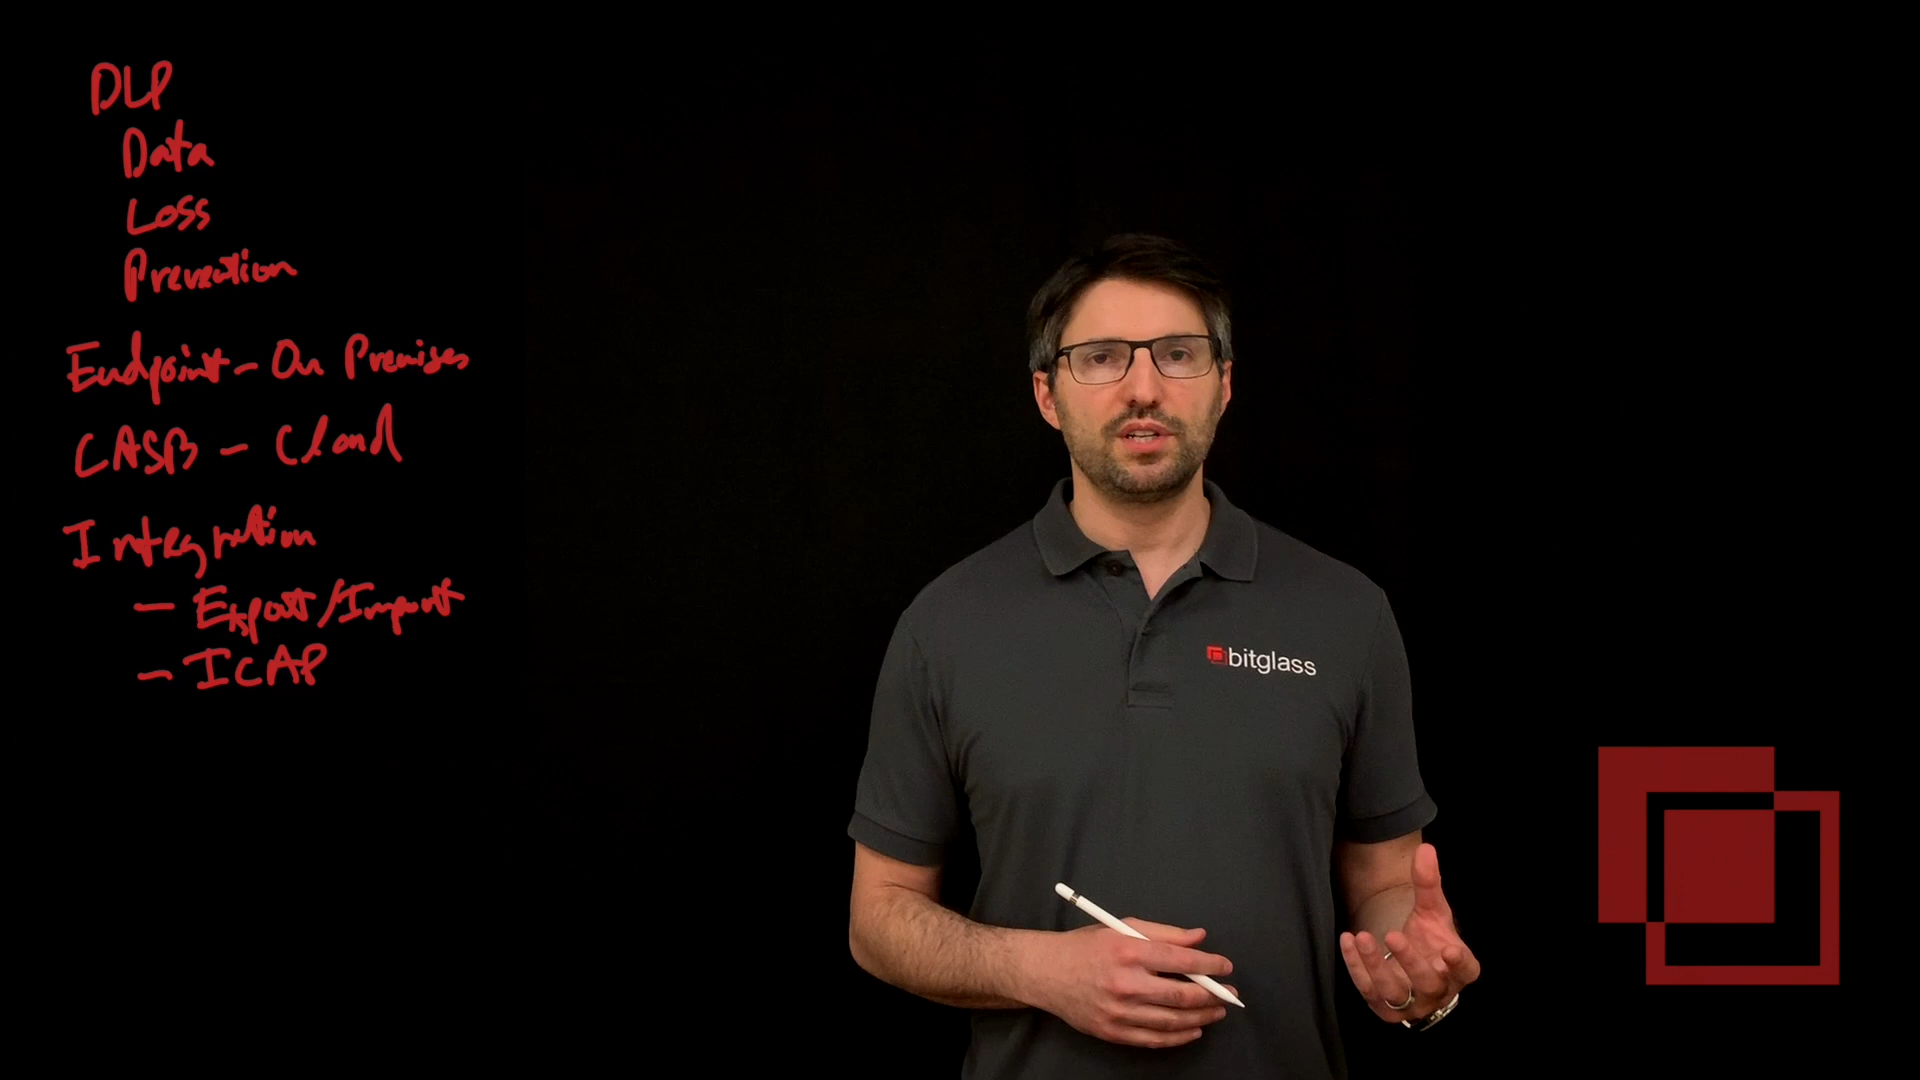 DLP
Data
Loss
Prevention
Endpoint - On Premises
CASB - Cloud
Integration
- Export/Import
- ICAP
bitglass